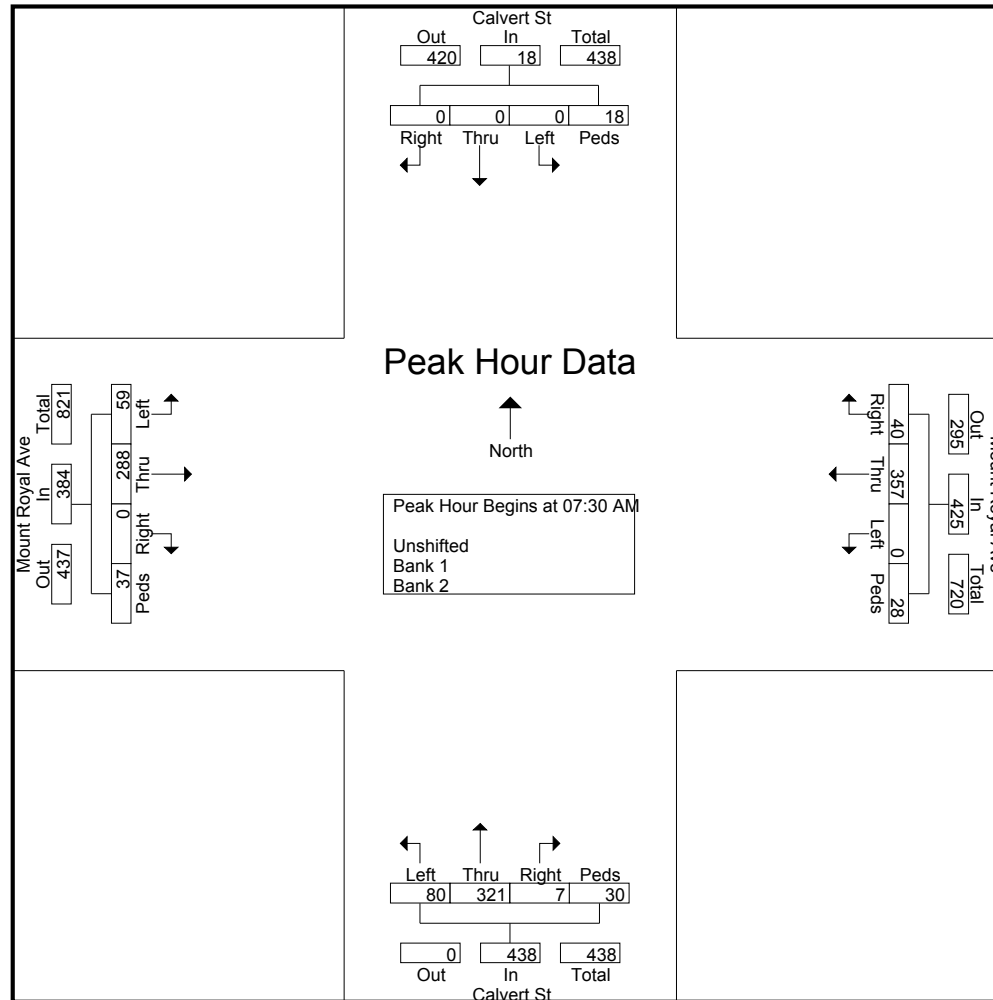 Calvert St
Out In Total
420 18 438
0 0 0 18
Right Thru Left Peds
Peak Hour Data
North
Peak Hour Begins at 07:30 AM
Unshifted
Bank 1
Bank 2
Mount Royal Ave
Total In Out
821 384 437
59 288 0 37
Left Thru Right Peds
Right Thru Left Peds
40 357 0 28
295 425 720
Out In Total
Left Thru Right Peds
80 321 7 30
0 438 438
Out In Total
Calvert St